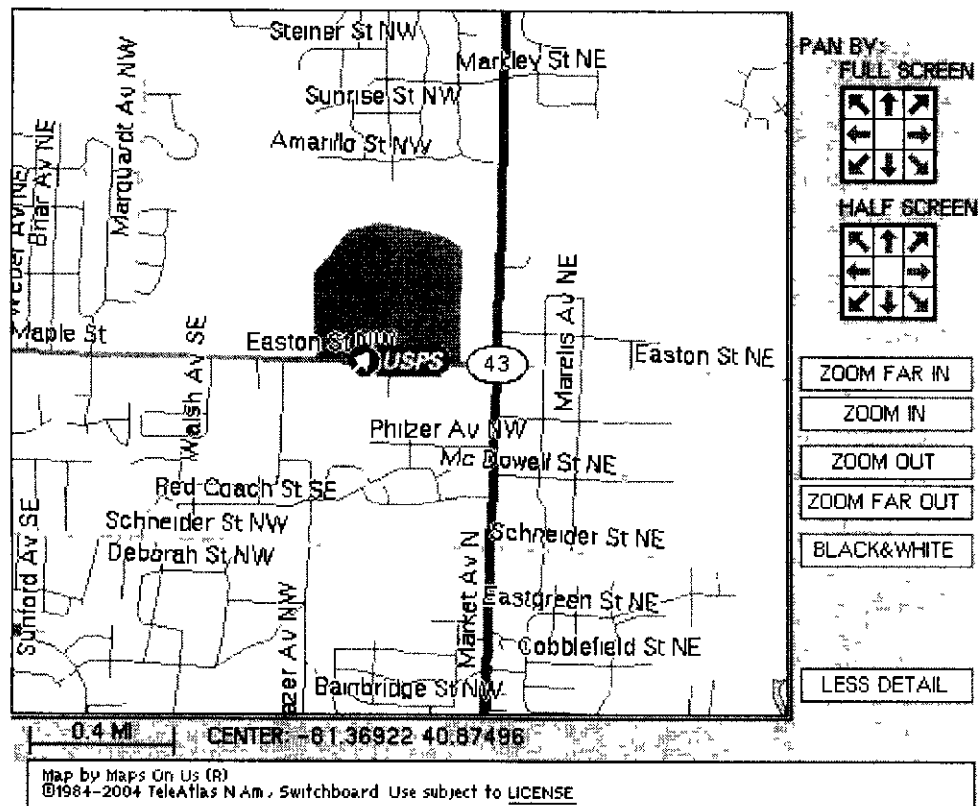 Steiner St NW
Markley St NE
Sunrise St NW
Amarillo St NW
Marquardt Av NW
Briar Av NE
Weber Av NE
Maple St
Easton St NW
USPS
43
Walsh Av SE
Marelis Av NE
Easton St NE
Philzer Av NW
Mc Dowell St NE
Red Coach St SE
Schneider St NW
Deborah St NW
Schneider St NE
Market Av N
Eastgreen St NE
Cobblefield St NE
Bainbridge St NW
azer Av NW
Av SE
PAN BY:
FULL SCREEN
HALF SCREEN
ZOOM FAR IN
ZOOM IN
ZOOM OUT
ZOOM FAR OUT
BLACK&WHITE
LESS DETAIL
0.4 MI
CENTER: -81.36922 40.87496
Map by Maps On Us (R)
©1984-2004 TeleAtlas N Am, Switchboard Use subject to LICENSE